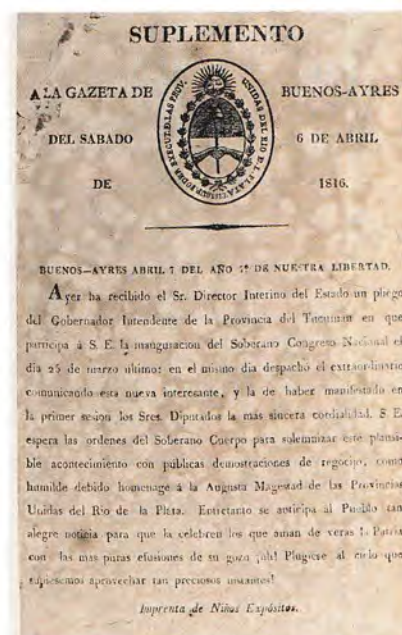 SUPLEMENTO
A LA GAZETA DE BUENOS-AYRES
DEL SABADO 6 DE ABRIL
DE 1816.
BUENOS-AYRES ABRIL 7 DEL AÑO DE NUESTRA LIBERTAD.
Ayer ha recibido el Sr. Director Interino del Estado un pliego
del Gobernador Intendente de la Provincia del Tucuman en que
participa á S. E. la inauguracion del Soberano Congreso Nacional el
dia 25 de marzo ultimo: en el mismo dia despachó el extraordinario
comunicando esta nueva interesante, y la de haber manifestado en
la primer sesion los Sres. Diputados la mas sincera cordialidad. S. E.
espera las ordenes del Soberano Cuerpo para solemnizar este plausi-
ble acontecimiento con públicas demostraciones de regocijo, como
humilde debido homenage á la Augusta Magestad de las Provincias
Unidas del Rio de la Plata. Entretanto se anticipa al Pueblo tan
alegre noticia para que la celebren los que aman de veras la Patria
con las mas puras efusiones de su gozo ¡oh! Plugiese al cielo que
supiesemos aprovechar tan preciosos instantes!
Imprenta de Niños Expósitos.